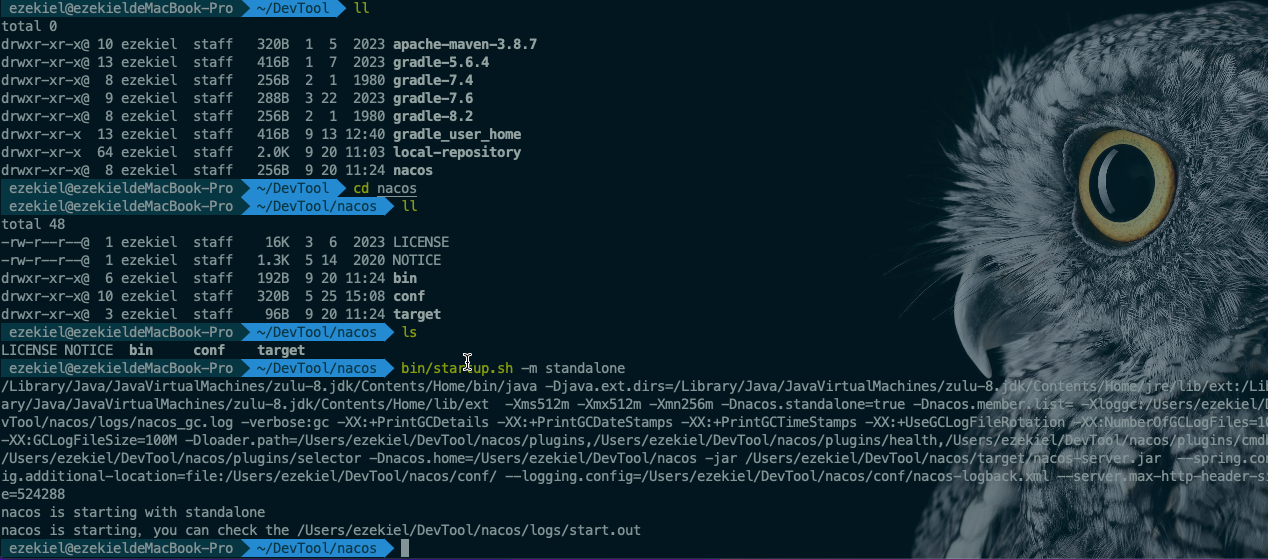 ezekiel@ezekieldeMacBook-Pro ~/DevTool ll
total 0
drwxr-xr-x@ 10 ezekiel staff 320B 1 5 2023 apache-maven-3.8.7
drwxr-xr-x@ 13 ezekiel staff 416B 1 7 2023 gradle-5.6.4
drwxr-xr-x@ 8 ezekiel staff 256B 2 1 1980 gradle-7.4
drwxr-xr-x@ 9 ezekiel staff 288B 3 22 2023 gradle-7.6
drwxr-xr-x@ 8 ezekiel staff 256B 2 1 1980 gradle-8.2
drwxr-xr-x 13 ezekiel staff 416B 9 13 12:40 gradle_user_home
drwxr-xr-x 64 ezekiel staff 2.0K 9 20 11:03 local-repository
drwxr-xr-x@ 8 ezekiel staff 256B 9 20 11:24 nacos
ezekiel@ezekieldeMacBook-Pro ~/DevTool cd nacos
ezekiel@ezekieldeMacBook-Pro ~/DevTool/nacos ll
total 48
-rw-r--r--@ 1 ezekiel staff 16K 3 6 2023 LICENSE
-rw-r--r--@ 1 ezekiel staff 1.3K 5 14 2020 NOTICE
drwxr-xr-x@ 6 ezekiel staff 192B 9 20 11:24 bin
drwxr-xr-x@ 10 ezekiel staff 320B 5 25 15:08 conf
drwxr-xr-x@ 3 ezekiel staff 96B 9 20 11:24 target
ezekiel@ezekieldeMacBook-Pro ~/DevTool/nacos ls
LICENSE NOTICE bin conf target
ezekiel@ezekieldeMacBook-Pro ~/DevTool/nacos bin/startup.sh -m standalone
/Library/Java/JavaVirtualMachines/zulu-8.jdk/Contents/Home/bin/java -Djava.ext.dirs=/Library/Java/JavaVirtualMachines/zulu-8.jdk/Contents/Home/jre/lib/ext:/Li
ary/Java/JavaVirtualMachines/zulu-8.jdk/Contents/Home/lib/ext -Xms512m -Xmx512m -Xmn256m -Dnacos.standalone=true -Dnacos.member.list= -Xloggc:/Users/ezekiel/D
vTool/nacos/logs/nacos_gc.log -verbose:gc -XX:+PrintGCDetails -XX:+PrintGCDateStamps -XX:+PrintGCTimeStamps -XX:+UseGCLogFileRotation -XX:NumberOfGCLogFiles=10
-XX:GCLogFileSize=100M -Dloader.path=/Users/ezekiel/DevTool/nacos/plugins,/Users/ezekiel/DevTool/nacos/plugins/health,/Users/ezekiel/DevTool/nacos/plugins/cmdb
/Users/ezekiel/DevTool/nacos/plugins/selector -Dnacos.home=/Users/ezekiel/DevTool/nacos -jar /Users/ezekiel/DevTool/nacos/target/nacos-server.jar --spring.con
ig.additional-location=file:/Users/ezekiel/DevTool/nacos/conf/ --logging.config=/Users/ezekiel/DevTool/nacos/conf/nacos-logback.xml --server.max-http-header-si
e=524288
nacos is starting with standalone
nacos is starting, you can check the /Users/ezekiel/DevTool/nacos/logs/start.out
ezekiel@ezekieldeMacBook-Pro ~/DevTool/nacos